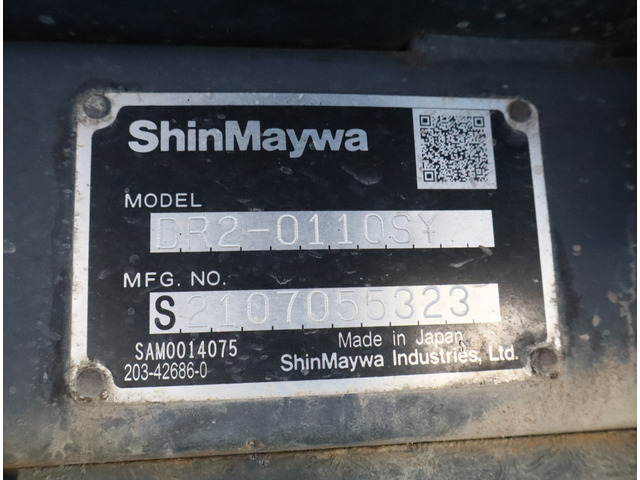 ShinMaywa
MODEL
DR2-0110SY
MFG. NO.
S2107055323
SAM0014075
203-42686-0
Made in Japan
ShinMaywa Industries, Ltd.